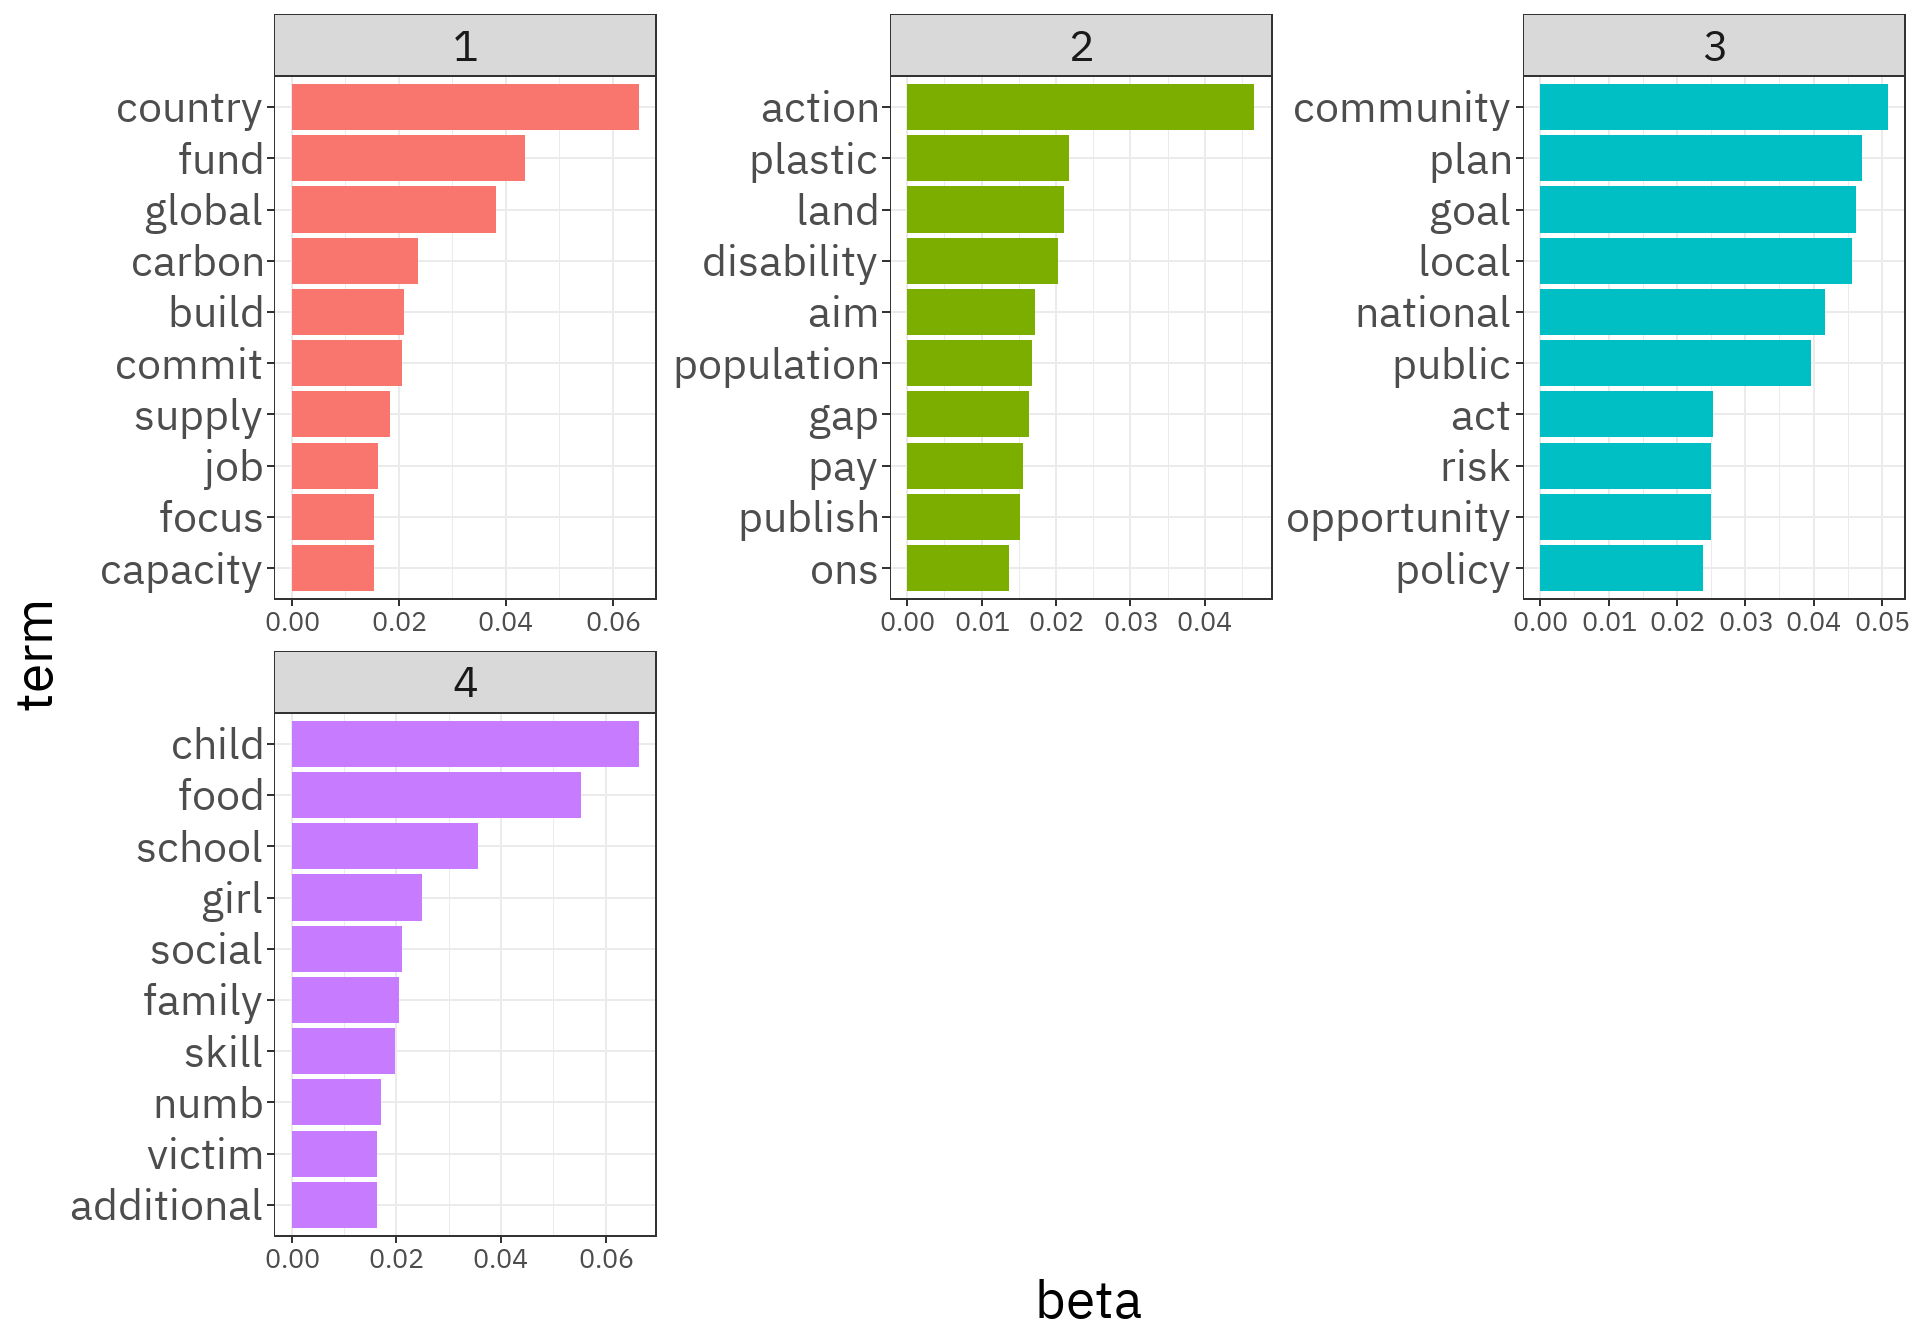 1
country
fund
global
carbon
build
commit
supply
job
focus
capacity
0.00 0.02 0.04 0.06
2
action
plastic
land
disability
aim
population
gap
pay
publish
ons
0.00 0.01 0.02 0.03 0.04
3
community
plan
goal
local
national
public
act
risk
opportunity
policy
0.00 0.01 0.02 0.03 0.04 0.05
4
child
food
school
girl
social
family
skill
numb
victim
additional
0.00 0.02 0.04 0.06
term
beta